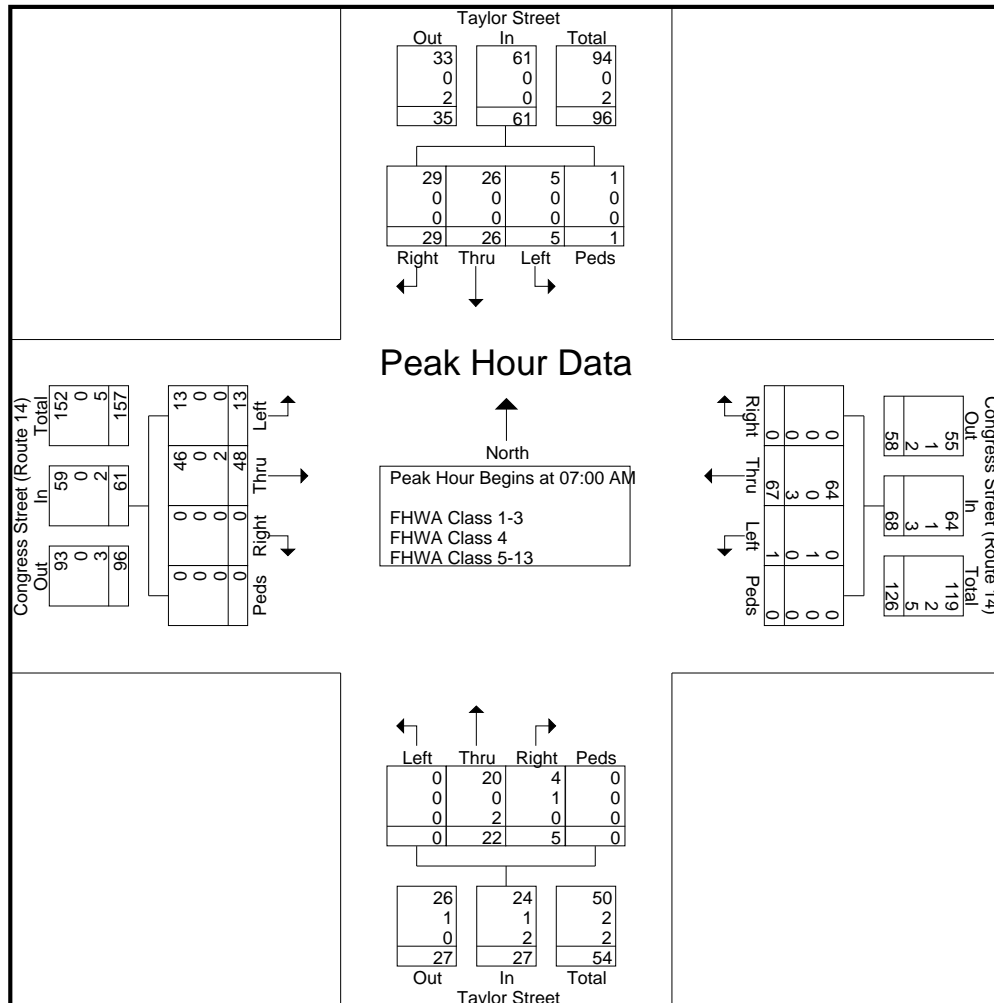 Taylor Street
Out In Total
33 61 94
0 0 0
2 0 2
35 61 96
29 26 5 1
0 0 0 0
0 0 0 0
29 26 5 1
Right Thru Left Peds
Congress Street (Route 14)
Total In Out
152 59 93
0 0 0
5 2 3
157 61 96
13 46 0 0
0 0 0 0
0 2 0 0
13 48 0 0
Left Thru Right Peds
Peak Hour Data
North
Peak Hour Begins at 07:00 AM
FHWA Class 1-3
FHWA Class 4
FHWA Class 5-13
Right Thru Left Peds
0 64 0 0
0 0 1 0
0 3 0 0
0 67 1 0
Congress Street (Route 14)
Out In Total
55 64 119
1 1 2
2 3 5
58 68 126
Left Thru Right Peds
0 20 4 0
0 0 1 0
0 2 0 0
0 22 5 0
26 24 50
1 1 2
0 2 2
27 27 54
Out In Total
Taylor Street